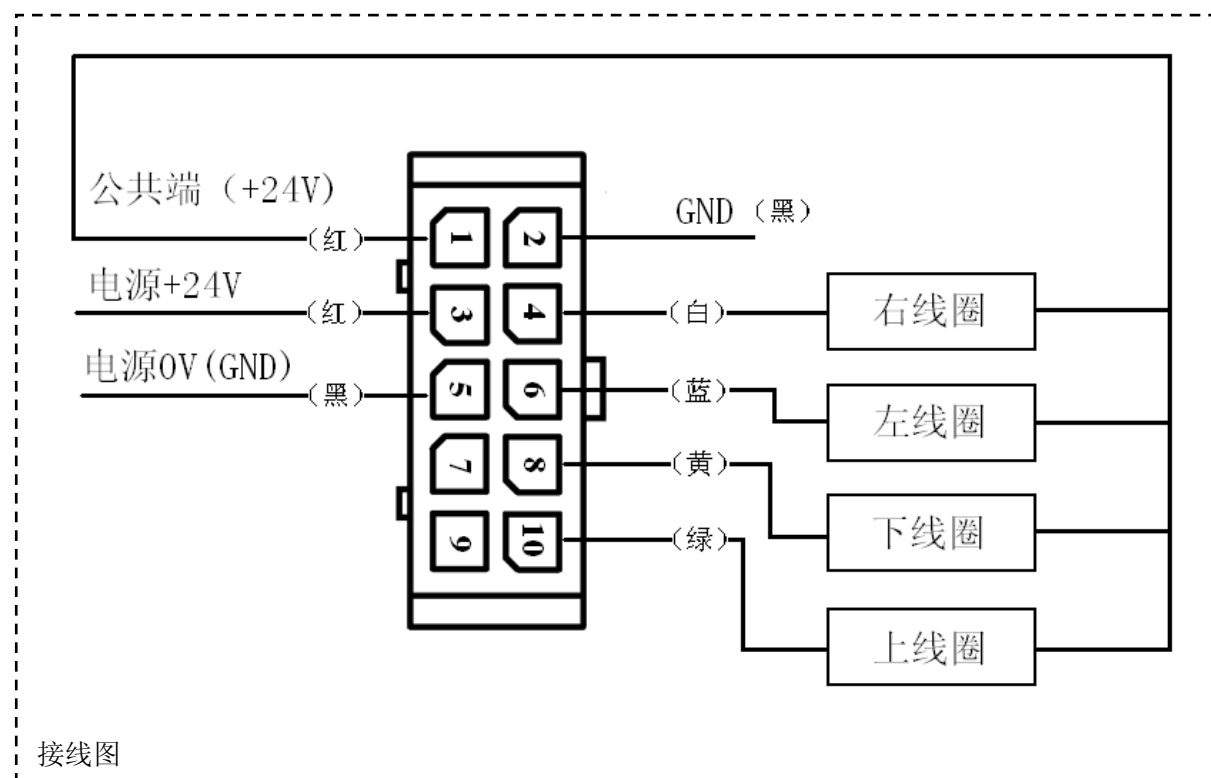 公共端（+24V)
（红）
1
2
GND（黑）
电源+24V
（红）
3
4
（白）
右线圈
电源0V(GND)
（黑）
5
6
（蓝）
左线圈
7
8
（黄）
下线圈
9
10
（绿）
上线圈
接线图